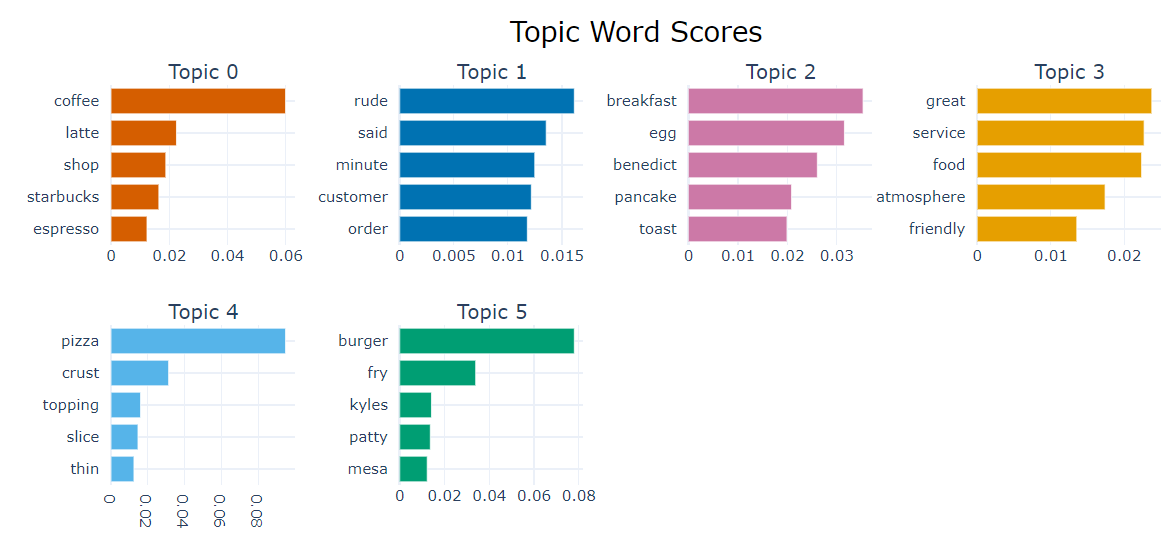 Topic Word Scores
Topic 0
coffee
latte
shop
starbucks
espresso
0 0.02 0.04 0.06
Topic 1
rude
said
minute
customer
order
0 0.005 0.01 0.015
Topic 2
breakfast
egg
benedict
pancake
toast
0 0.01 0.02 0.03
Topic 3
great
service
food
atmosphere
friendly
0 0.01 0.02
Topic 4
pizza
crust
topping
slice
thin
0 0.02 0.04 0.06 0.08
Topic 5
burger
fry
kyles
patty
mesa
0 0.02 0.04 0.06 0.08